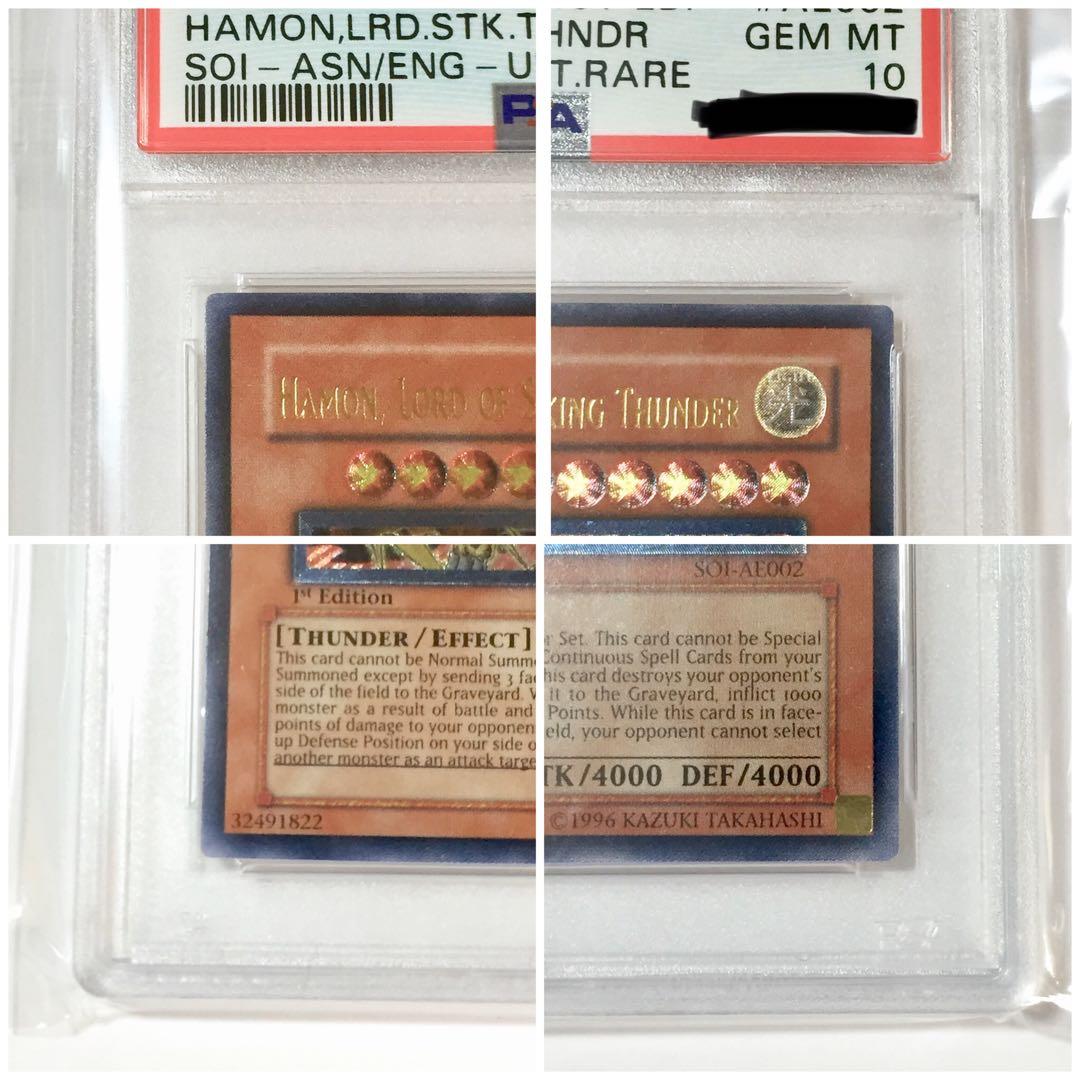 HAMON,LRD.STK.T HNDR GEM MT
SOI – ASN/ENG – U T.RARE 10
PSA
HAMON, LORD OF S KING THUNDER
光
SOI-AE002
1st Edition
[THUNDER / EFFECT]
This card cannot be Normal Summ r Set. This card cannot be Special
Summoned except by sending 3 fa Continuous Spell Cards from your
side of the field to the Graveyard. his card destroys your opponent's
monster as a result of battle and it to the Graveyard, inflict 1000
points of damage to your opponen Points. While this card is in face-
up Defense Position on your side o eld, your opponent cannot select
another monster as an attack targe
TK/4000 DEF/4000
32491822 ©1996 KAZUKI TAKAHASHI